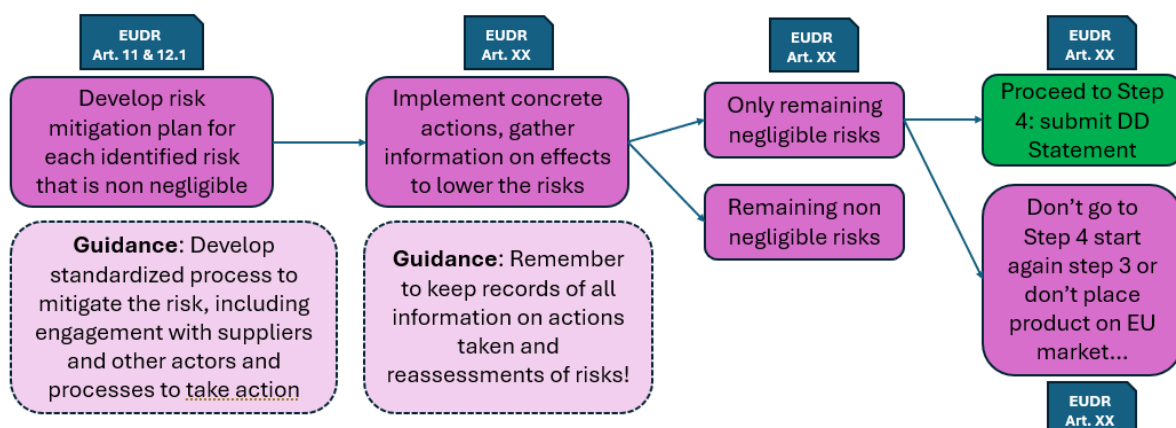 EUDR
Art. 11 & 12.1
Develop risk
mitigation plan for
each identified risk
that is non negligible
Guidance: Develop
standardized process to
mitigate the risk, including
engagement with suppliers
and other actors and
processes to take action
EUDR
Art. XX
Implement concrete
actions, gather
information on effects
to lower the risks
Guidance: Remember
to keep records of all
information on actions
taken and
reassessments of risks!
EUDR
Art. XX
Only remaining
negligible risks
Remaining non
negligible risks
EUDR
Art. XX
Proceed to Step
4: submit DD
Statement
Don’t go to
Step 4 start
again step 3 or
don’t place
product on EU
market...
EUDR
Art. XX